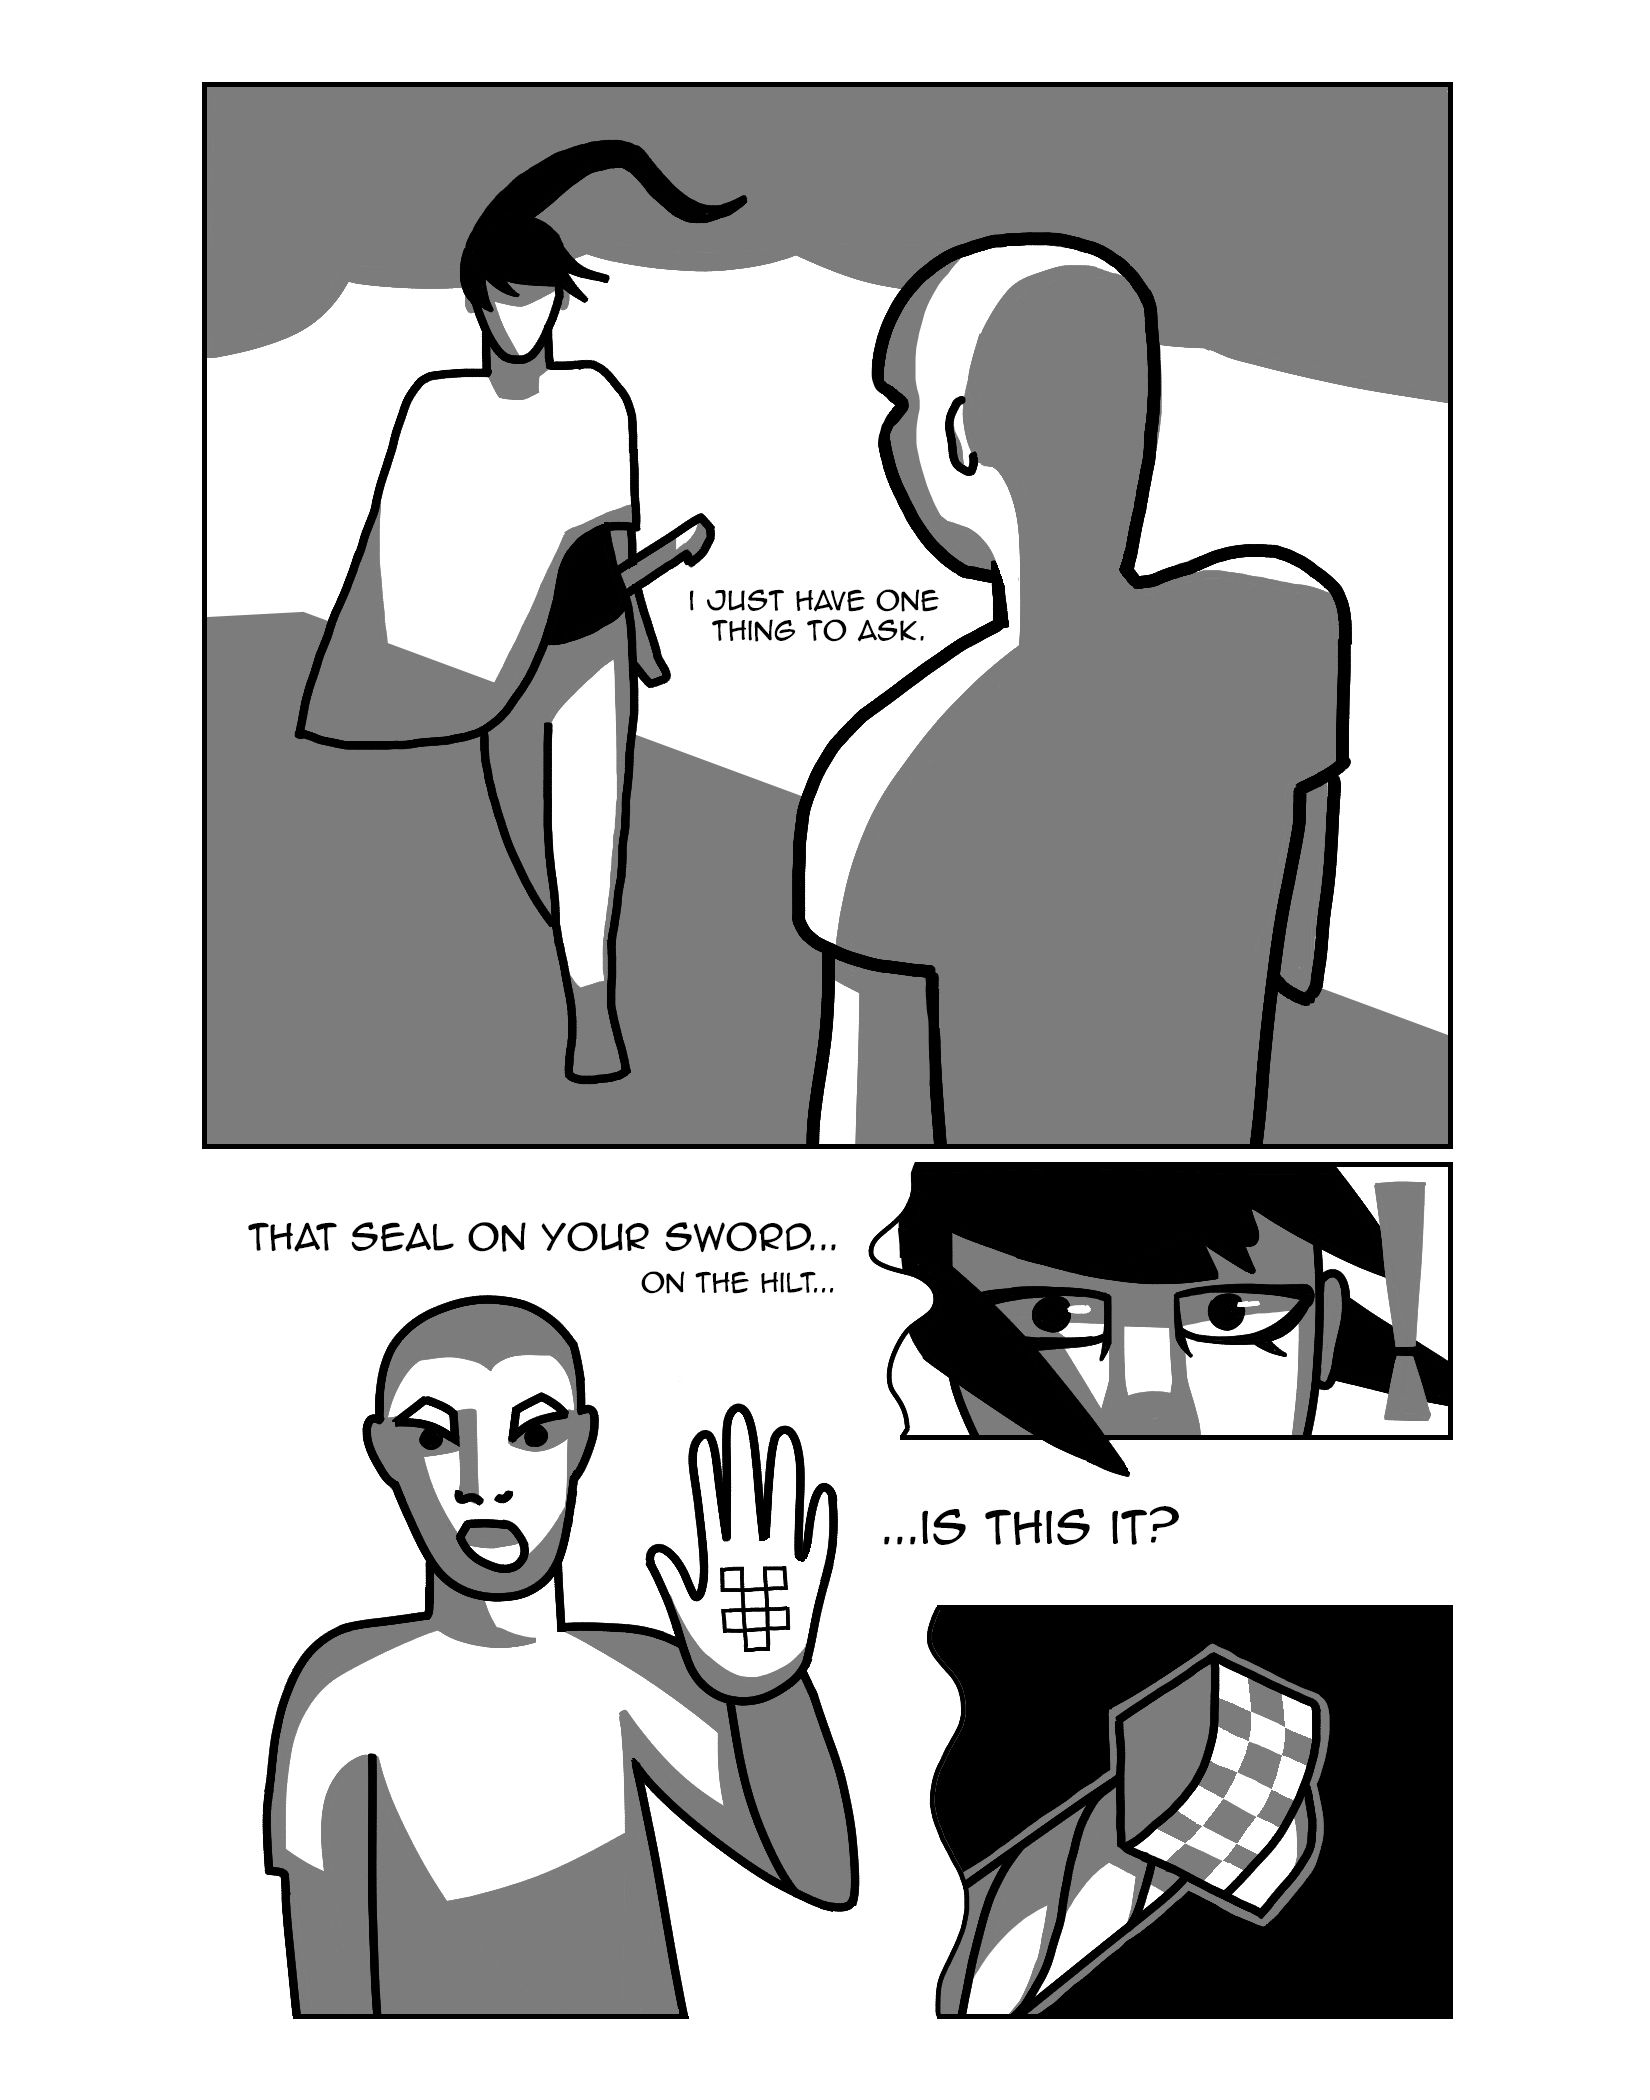 I JUST HAVE ONE
THING TO ASK.
THAT SEAL ON YOUR SWORD...
ON THE HILT...
...IS THIS IT?